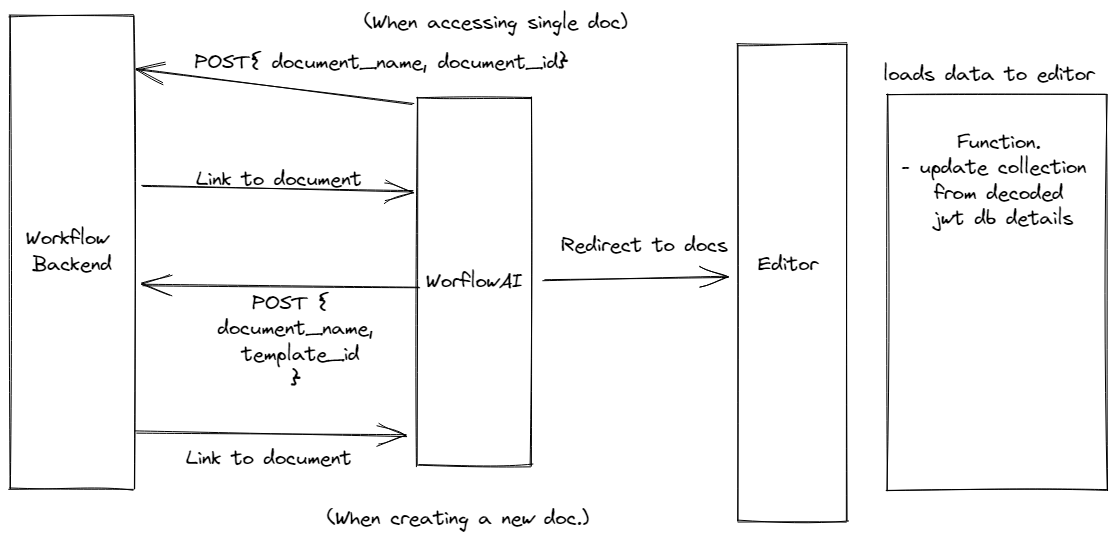 (When accessing single doc)
POST{ document_name, document_id}
loads data to editor
Function.
- update collection
from decoded
jwt db details
Link to document
Workflow
Backend
Redirect to docs
Editor
WorflowAI
POST {
document_name,
template_id
}
Link to document
(When creating a new doc.)